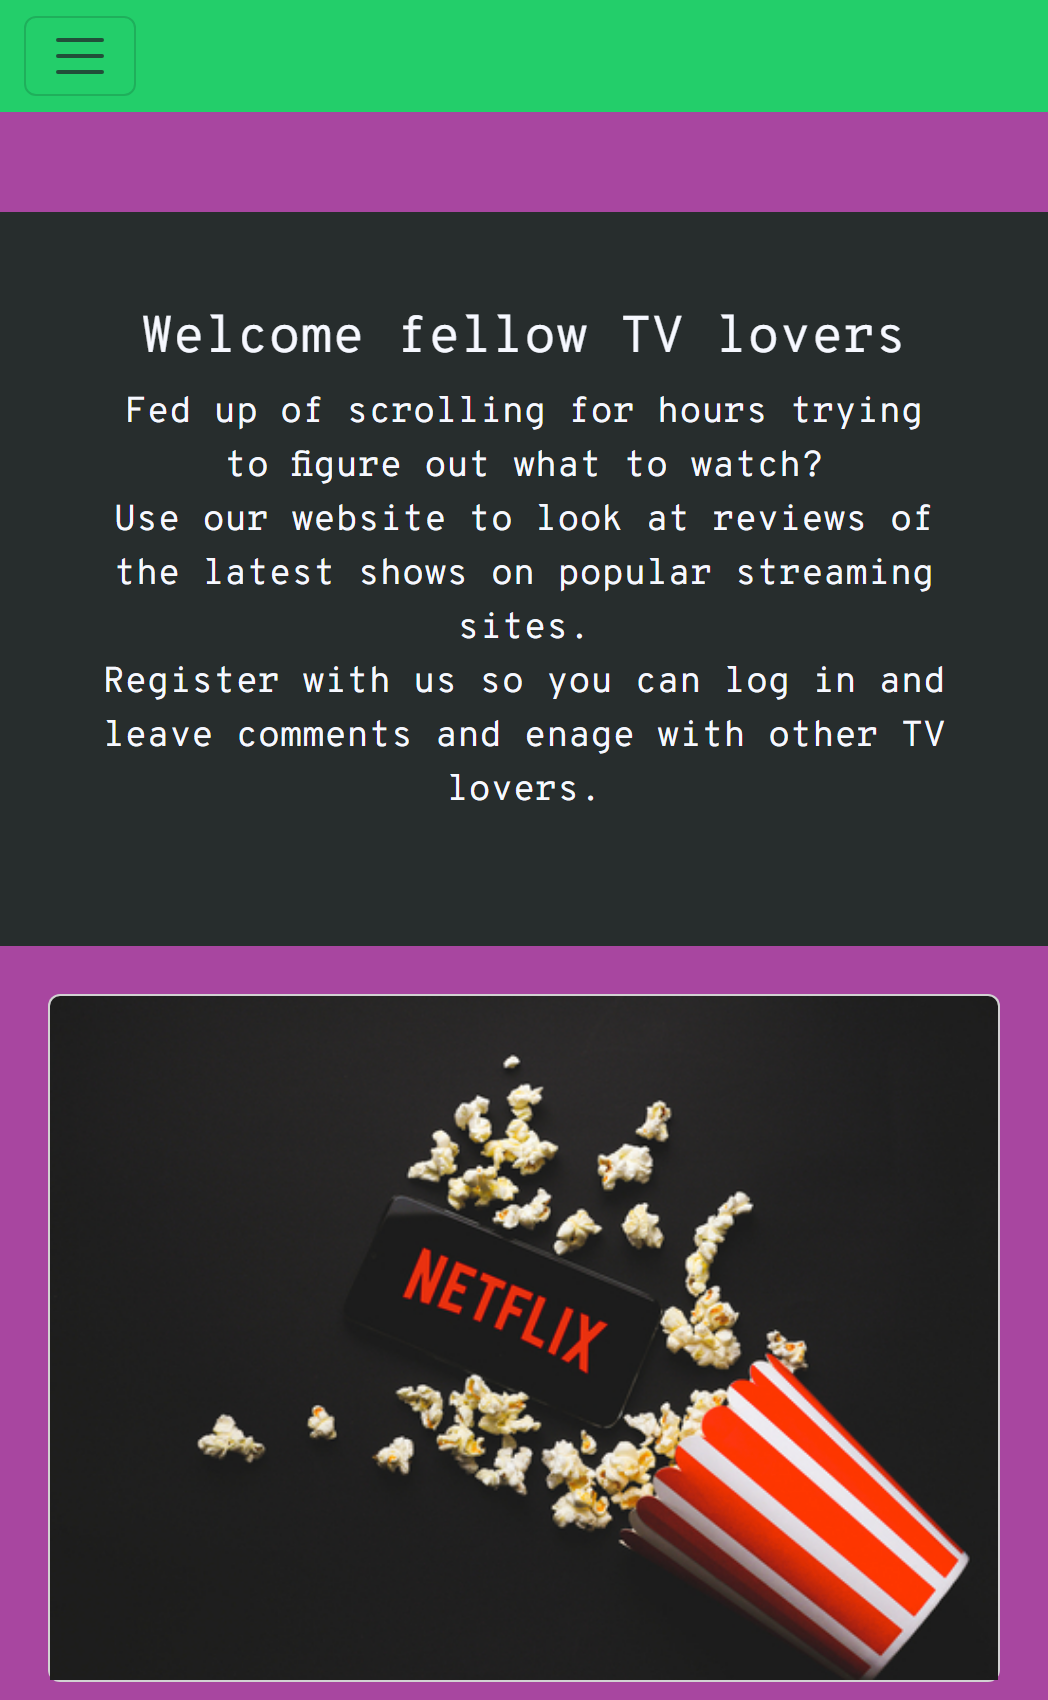 Welcome fellow TV lovers
Fed up of scrolling for hours trying
to figure out what to watch?
Use our website to look at reviews of
the latest shows on popular streaming
sites.
Register with us so you can log in and
leave comments and enage with other TV
lovers.
NETFLIX